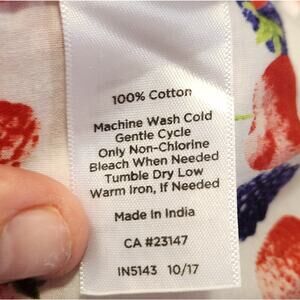 100% Cotton
Machine Wash Cold
Gentle Cycle
Only Non-Chlorine
Bleach When Needed
Tumble Dry Low
Warm Iron, If Needed
Made In India
CA #23147
IN5143 10/17